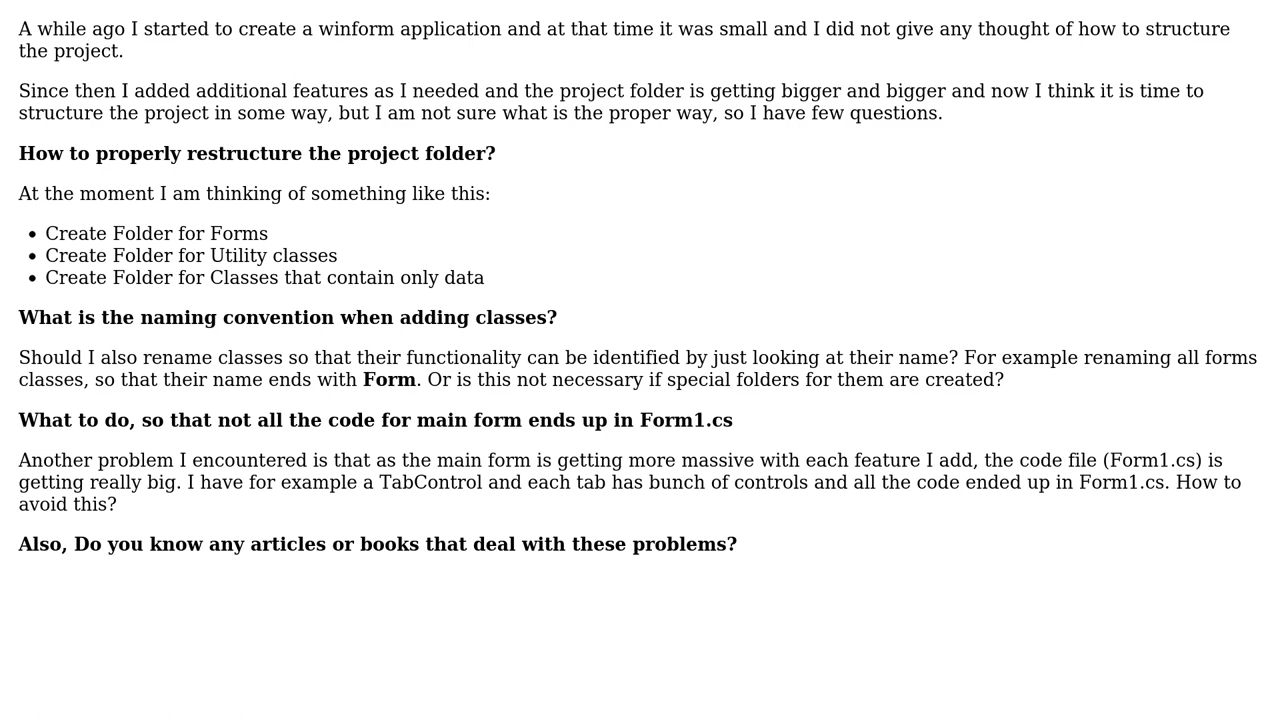 A while ago I started to create a winform application and at that time it was small and I did not give any thought of how to structure
the project.
Since then I added additional features as I needed and the project folder is getting bigger and bigger and now I think it is time to
structure the project in some way, but I am not sure what is the proper way, so I have few questions.
How to properly restructure the project folder?
At the moment I am thinking of something like this:
• Create Folder for Forms
• Create Folder for Utility classes
• Create Folder for Classes that contain only data
What is the naming convention when adding classes?
Should I also rename classes so that their functionality can be identified by just looking at their name? For example renaming all forms
classes, so that their name ends with Form. Or is this not necessary if special folders for them are created?
What to do, so that not all the code for main form ends up in Form1.cs
Another problem I encountered is that as the main form is getting more massive with each feature I add, the code file (Form1.cs) is
getting really big. I have for example a TabControl and each tab has bunch of controls and all the code ended up in Form1.cs. How to
avoid this?
Also, Do you know any articles or books that deal with these problems?